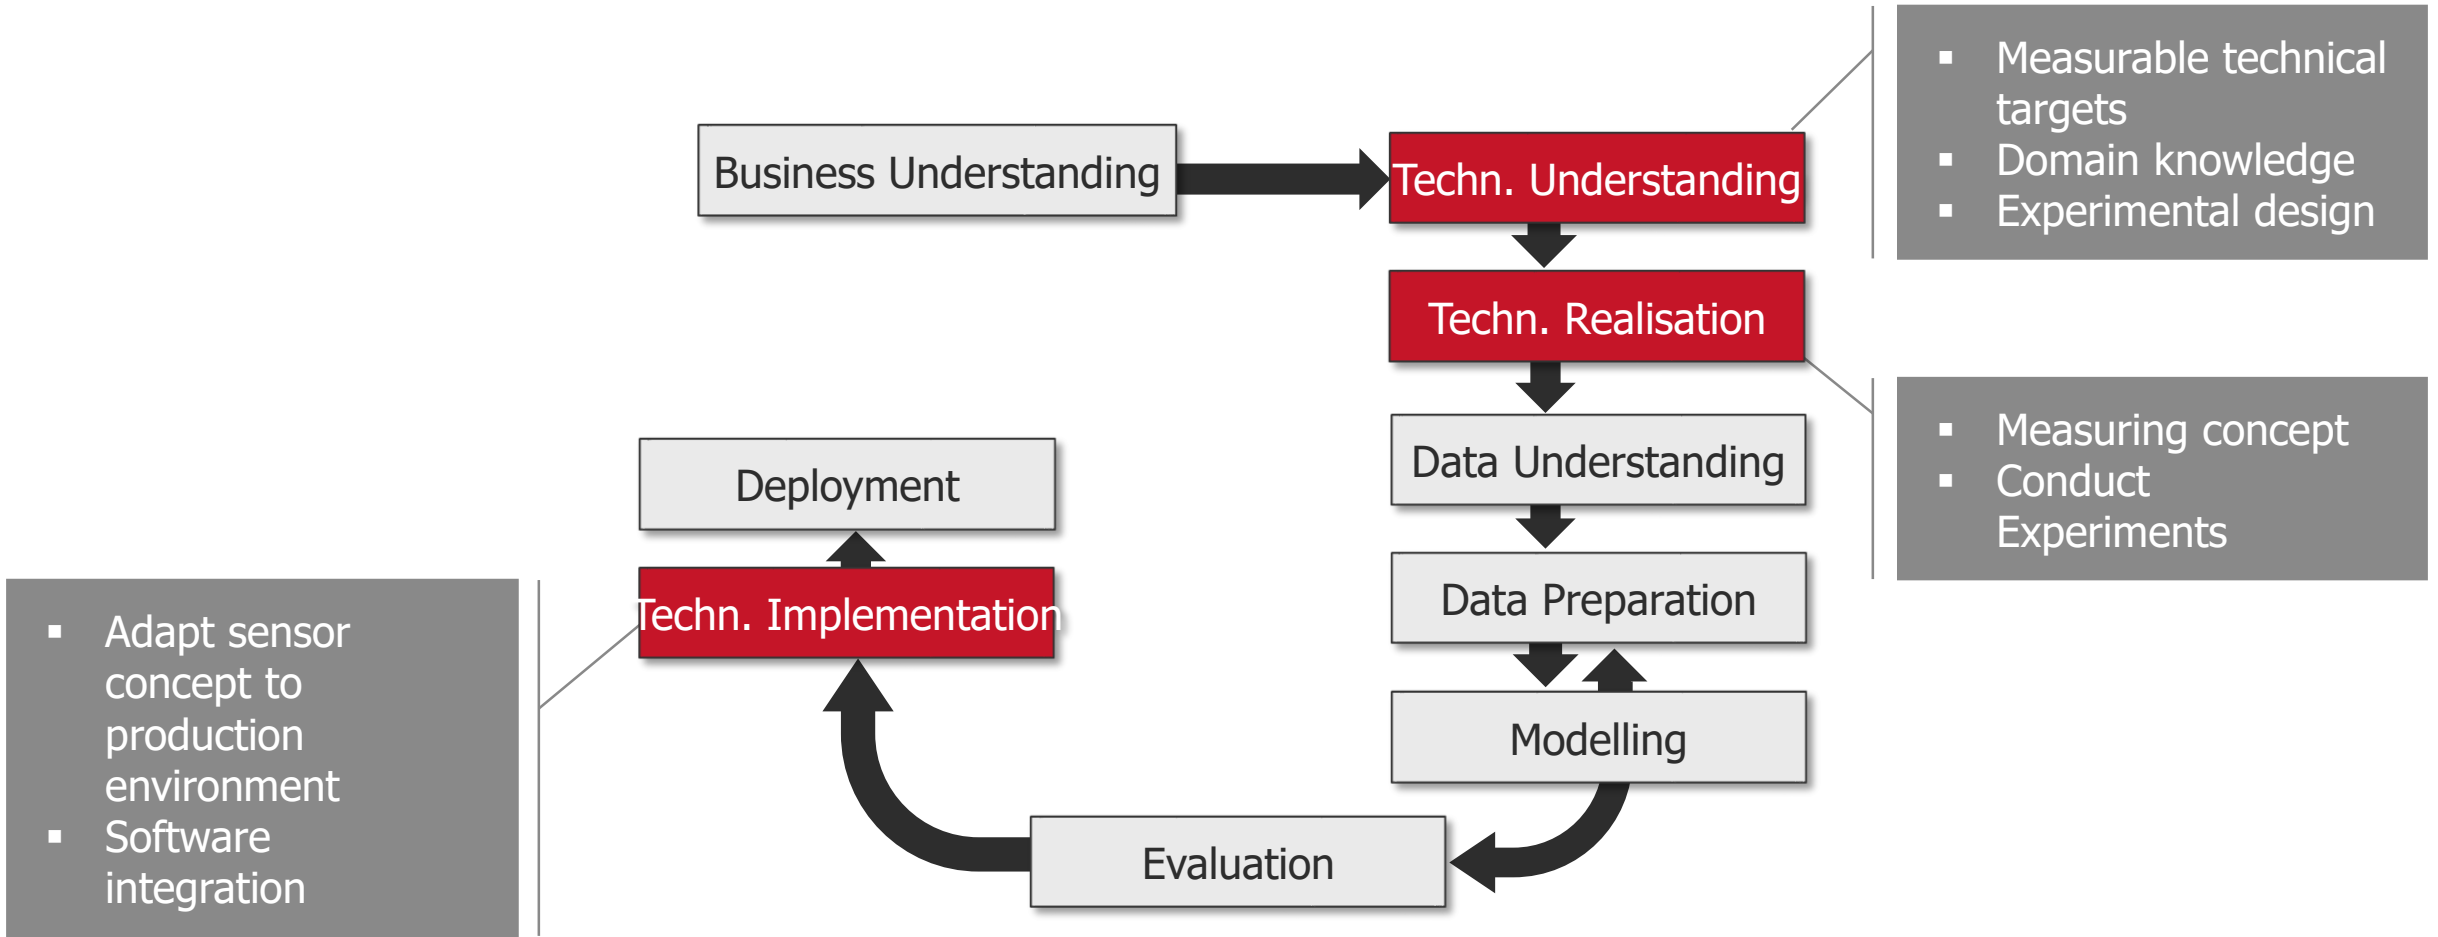 Business Understanding
Techn. Understanding
▪ Measurable technical
targets
▪ Domain knowledge
▪ Experimental design
Techn. Realisation
▪ Measuring concept
▪ Conduct
Experiments
Data Understanding
Data Preparation
Modelling
Evaluation
Techn. Implementation
▪ Adapt sensor
concept to
production
environment
▪ Software
integration
Deployment